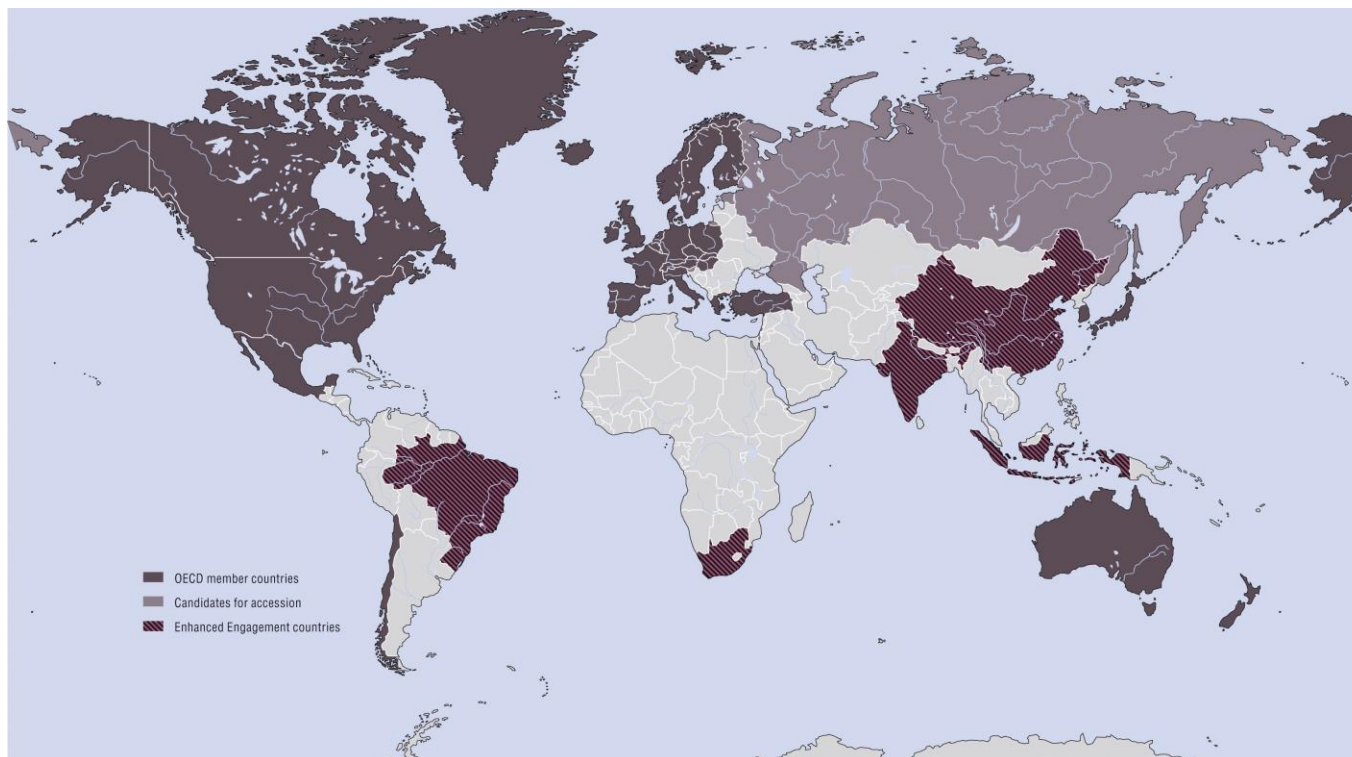 OECD member countries
Candidates for accession
Enhanced Engagement countries